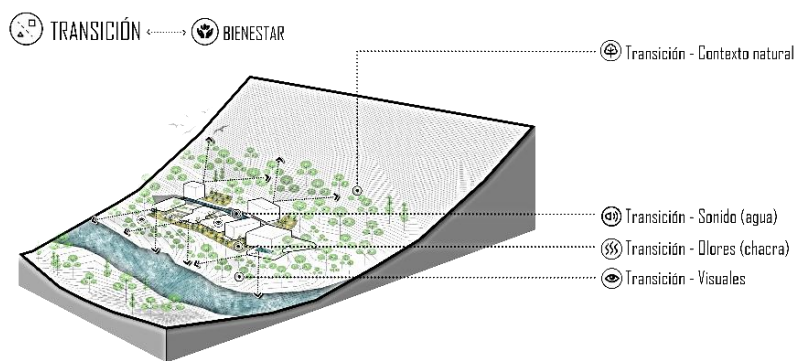 TRANSICIÓN
BIENESTAR
Transición - Contexto natural
Transición - Sonido (agua)
Transición - Olores (chacra)
Transición - Visuales